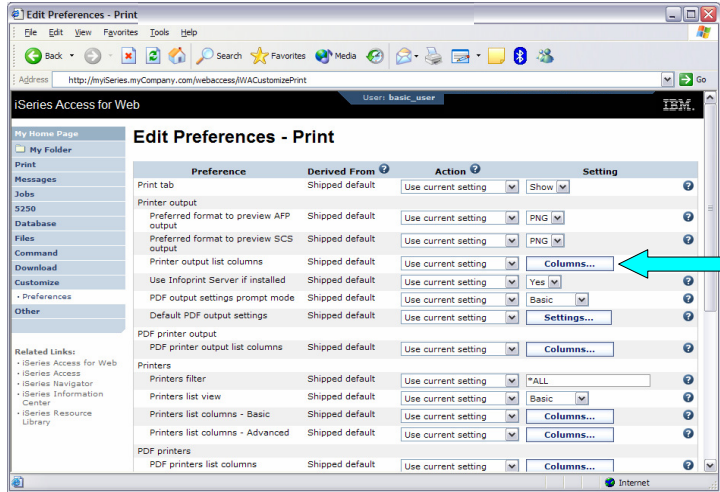 Edit Preferences - Print
File Edit View Favorites Tools Help
Back Search Favorites Media
Address http://myiSeries.myCompany.com/webaccess/iWACustomizePrint Go
User: basic_user
iSeries Access for Web IBM.
My Home Page
My Folder
Print
Messages
Jobs
5250
Database
Files
Command
Download
Customize
• Preferences
Other
Related Links:
• iSeries Access for Web
• iSeries Access
• iSeries Navigator
• iSeries Information
Center
• iSeries Resource
Library
Edit Preferences - Print
Preference Derived From ? Action ? Setting
Print tab Shipped default Use current setting Show ?
Printer output
Preferred format to preview AFP Shipped default Use current setting PNG ?
output
Preferred format to preview SCS Shipped default Use current setting PNG ?
output
Printer output list columns Shipped default Use current setting Columns... ?
Use Infoprint Server if installed Shipped default Use current setting Yes ?
PDF output settings prompt mode Shipped default Use current setting Basic ?
Default PDF output settings Shipped default Use current setting Settings... ?
PDF printer output
PDF printer output list columns Shipped default Use current setting Columns... ?
Printers
Printers filter Shipped default Use current setting *ALL ?
Printers list view Shipped default Use current setting Basic ?
Printers list columns - Basic Shipped default Use current setting Columns... ?
Printers list columns - Advanced Shipped default Use current setting Columns... ?
PDF printers
PDF printers list columns Shipped default Use current setting Columns... ?
Internet